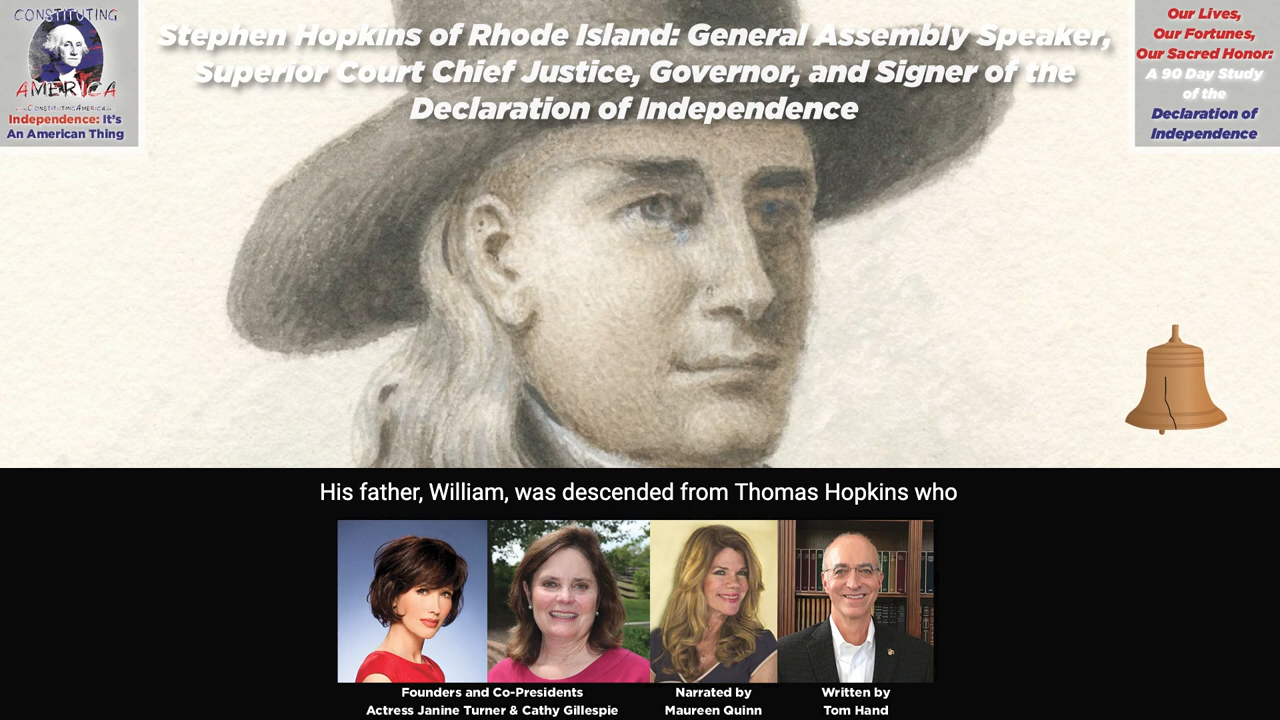 CONSTITUTING
AMERICA
ConstitutingAmerica.org
Independence: It's
An American Thing
Stephen Hopkins of Rhode Island: General Assembly Speaker,
Superior Court Chief Justice, Governor, and Signer of the
Declaration of Independence
Our Lives,
Our Fortunes,
Our Sacred Honor:
A 90 Day Study
of the
Declaration of
Independence
His father, William, was descended from Thomas Hopkins who
Founders and Co-Presidents
Actress Janine Turner & Cathy Gillespie
Narrated by
Maureen Quinn
Written by
Tom Hand